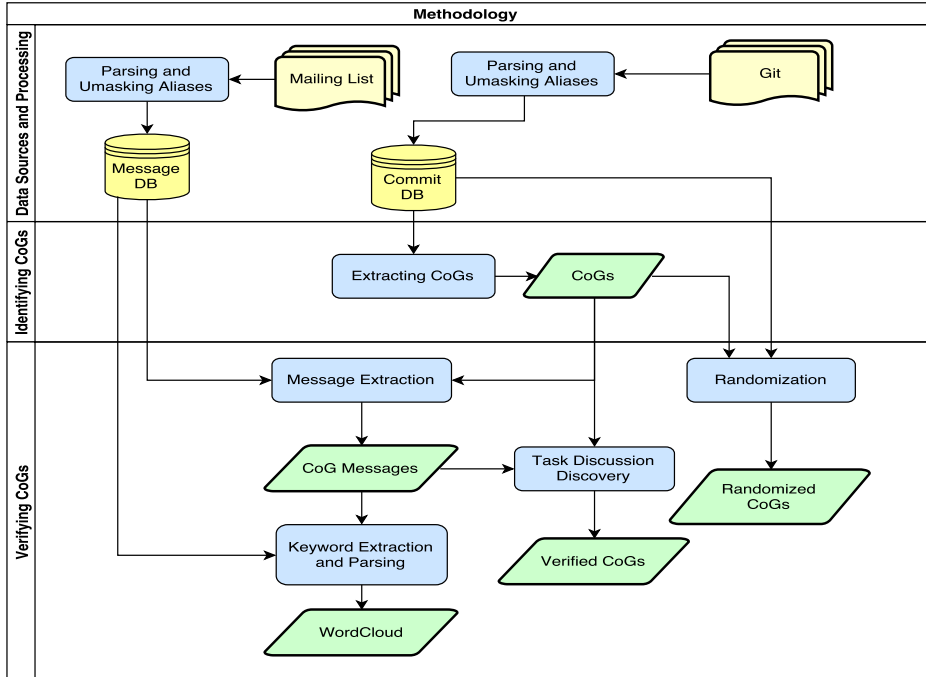 Methodology
Data Sources and Processing
Parsing and
Umasking Aliases
Mailing List
Parsing and
Umasking Aliases
Git
Message
DB
Commit
DB
Identifying CoGs
Extracting CoGs
CoGs
Verifying CoGs
Message Extraction
Randomization
CoG Messages
Task Discussion
Discovery
Randomized
CoGs
Keyword Extraction
and Parsing
Verified CoGs
WordCloud